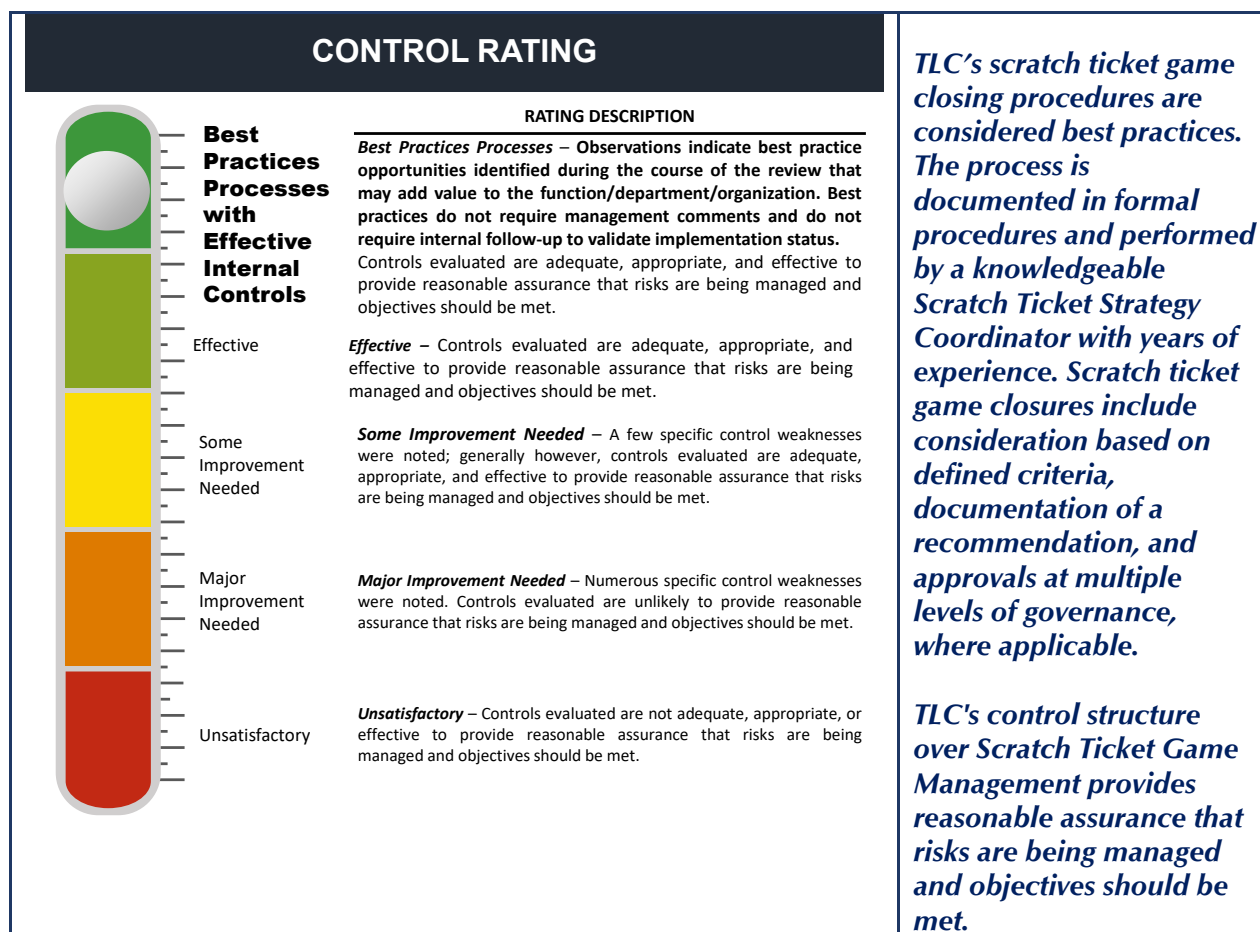 CONTROL RATING
RATING DESCRIPTION
Best
Practices
Processes
with
Effective
Internal
Controls
Best Practices Processes – Observations indicate best practice
opportunities identified during the course of the review that
may add value to the function/department/organization. Best
practices do not require management comments and do not
require internal follow-up to validate implementation status.
Controls evaluated are adequate, appropriate, and effective to
provide reasonable assurance that risks are being managed and
objectives should be met.
Effective
Effective – Controls evaluated are adequate, appropriate, and
effective to provide reasonable assurance that risks are being
managed and objectives should be met.
Some
Improvement
Needed
Some Improvement Needed – A few specific control weaknesses
were noted; generally however, controls evaluated are adequate,
appropriate, and effective to provide reasonable assurance that risks
are being managed and objectives should be met.
Major
Improvement
Needed
Major Improvement Needed – Numerous specific control weaknesses
were noted. Controls evaluated are unlikely to provide reasonable
assurance that risks are being managed and objectives should be met.
Unsatisfactory
Unsatisfactory – Controls evaluated are not adequate, appropriate, or
effective to provide reasonable assurance that risks are being
managed and objectives should be met.
TLC’s scratch ticket game
closing procedures are
considered best practices.
The process is
documented in formal
procedures and performed
by a knowledgeable
Scratch Ticket Strategy
Coordinator with years of
experience. Scratch ticket
game closures include
consideration based on
defined criteria,
documentation of a
recommendation, and
approvals at multiple
levels of governance,
where applicable.
TLC's control structure
over Scratch Ticket Game
Management provides
reasonable assurance that
risks are being managed
and objectives should be
met.